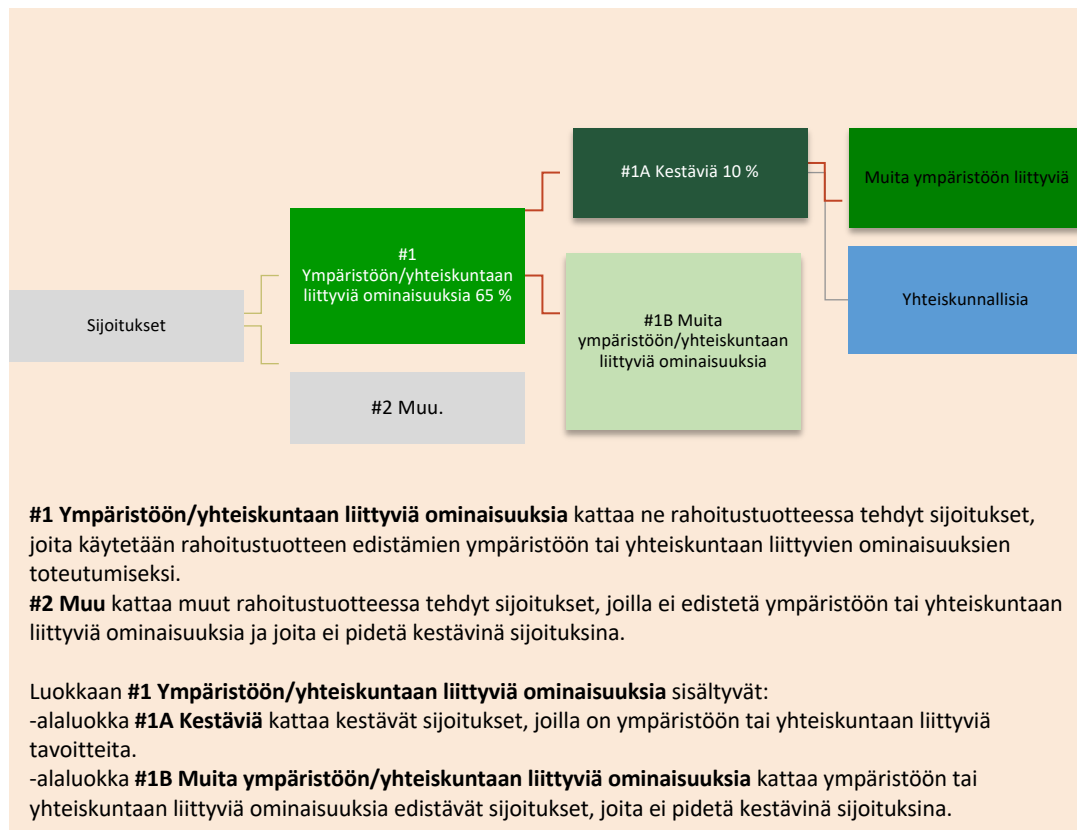 Sijoitukset
#1
Ympäristöön/yhteiskuntaan
liittyviä ominaisuuksia 65 %
#2 Muu.
#1A Kestäviä 10 %
#1B Muita
ympäristöön/yhteiskuntaan
liittyviä ominaisuuksia
Muita ympäristöön liittyviä
Yhteiskunnallisia
#1 Ympäristöön/yhteiskuntaan liittyviä ominaisuuksia kattaa ne rahoitustuotteessa tehdyt sijoitukset,
joita käytetään rahoitustuotteen edistämien ympäristöön tai yhteiskuntaan liittyvien ominaisuuksien
toteutumiseksi.
#2 Muu kattaa muut rahoitustuotteessa tehdyt sijoitukset, joilla ei edistetä ympäristöön tai yhteiskuntaan
liittyviä ominaisuuksia ja joita ei pidetä kestävinä sijoituksina.
Luokkaan #1 Ympäristöön/yhteiskuntaan liittyviä ominaisuuksia sisältyvät:
-alaluokka #1A Kestäviä kattaa kestävät sijoitukset, joilla on ympäristöön tai yhteiskuntaan liittyviä
tavoitteita.
-alaluokka #1B Muita ympäristöön/yhteiskuntaan liittyviä ominaisuuksia kattaa ympäristöön tai
yhteiskuntaan liittyviä ominaisuuksia edistävät sijoitukset, joita ei pidetä kestävinä sijoituksina.